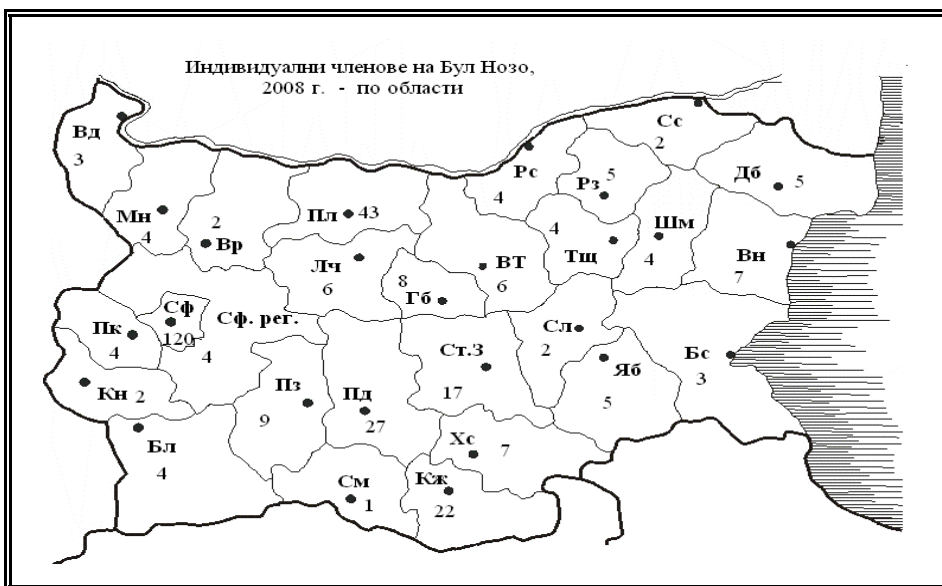 Индивидуални членове на Бул Нозо,
2008 г. - по области
Вд
3
Сс
2
Рс
4
Рз
5
Дб
5
Мн
4
2
Вр
Пл
43
4
Тщ
Шм
4
Вн
7
Лч
6
8
Гб
ВТ
6
Сф
120
Сф. рег.
4
Пк
4
Сл
2
Ст.З
17
Яб
5
Бс
3
Кн 2
Пз
9
Пд
27
Бл
4
Хс
7
См
1
Кж
22